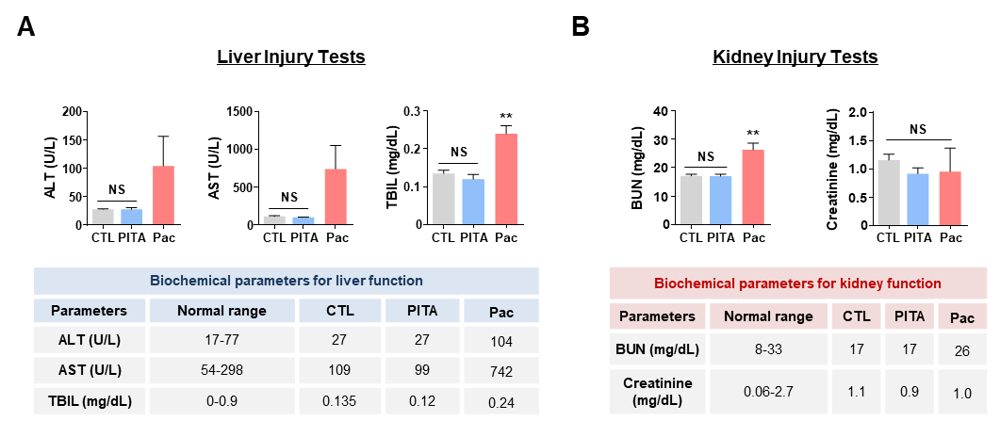 A
Liver Injury Tests
ALT (U/L)
200
150
100
50
0
NS
CTL PITA Pac
AST (U/L)
1500
1000
500
0
NS
CTL PITA Pac
TBIL (mg/dL)
0.3
0.2
0.1
0.0
NS
**
CTL PITA Pac
Biochemical parameters for liver function
Parameters Normal range CTL PITA Pac
ALT (U/L) 17-77 27 27 104
AST (U/L) 54-298 109 99 742
TBIL (mg/dL) 0-0.9 0.135 0.12 0.24
B
Kidney Injury Tests
BUN (mg/dL)
40
30
20
10
0
NS
**
CTL PITA Pac
Creatinine (mg/dL)
2.0
1.5
1.0
0.5
0.0
NS
CTL PITA Pac
Biochemical parameters for kidney function
Parameters Normal range CTL PITA Pac
BUN (mg/dL) 8-33 17 17 26
Creatinine
(mg/dL) 0.06-2.7 1.1 0.9 1.0